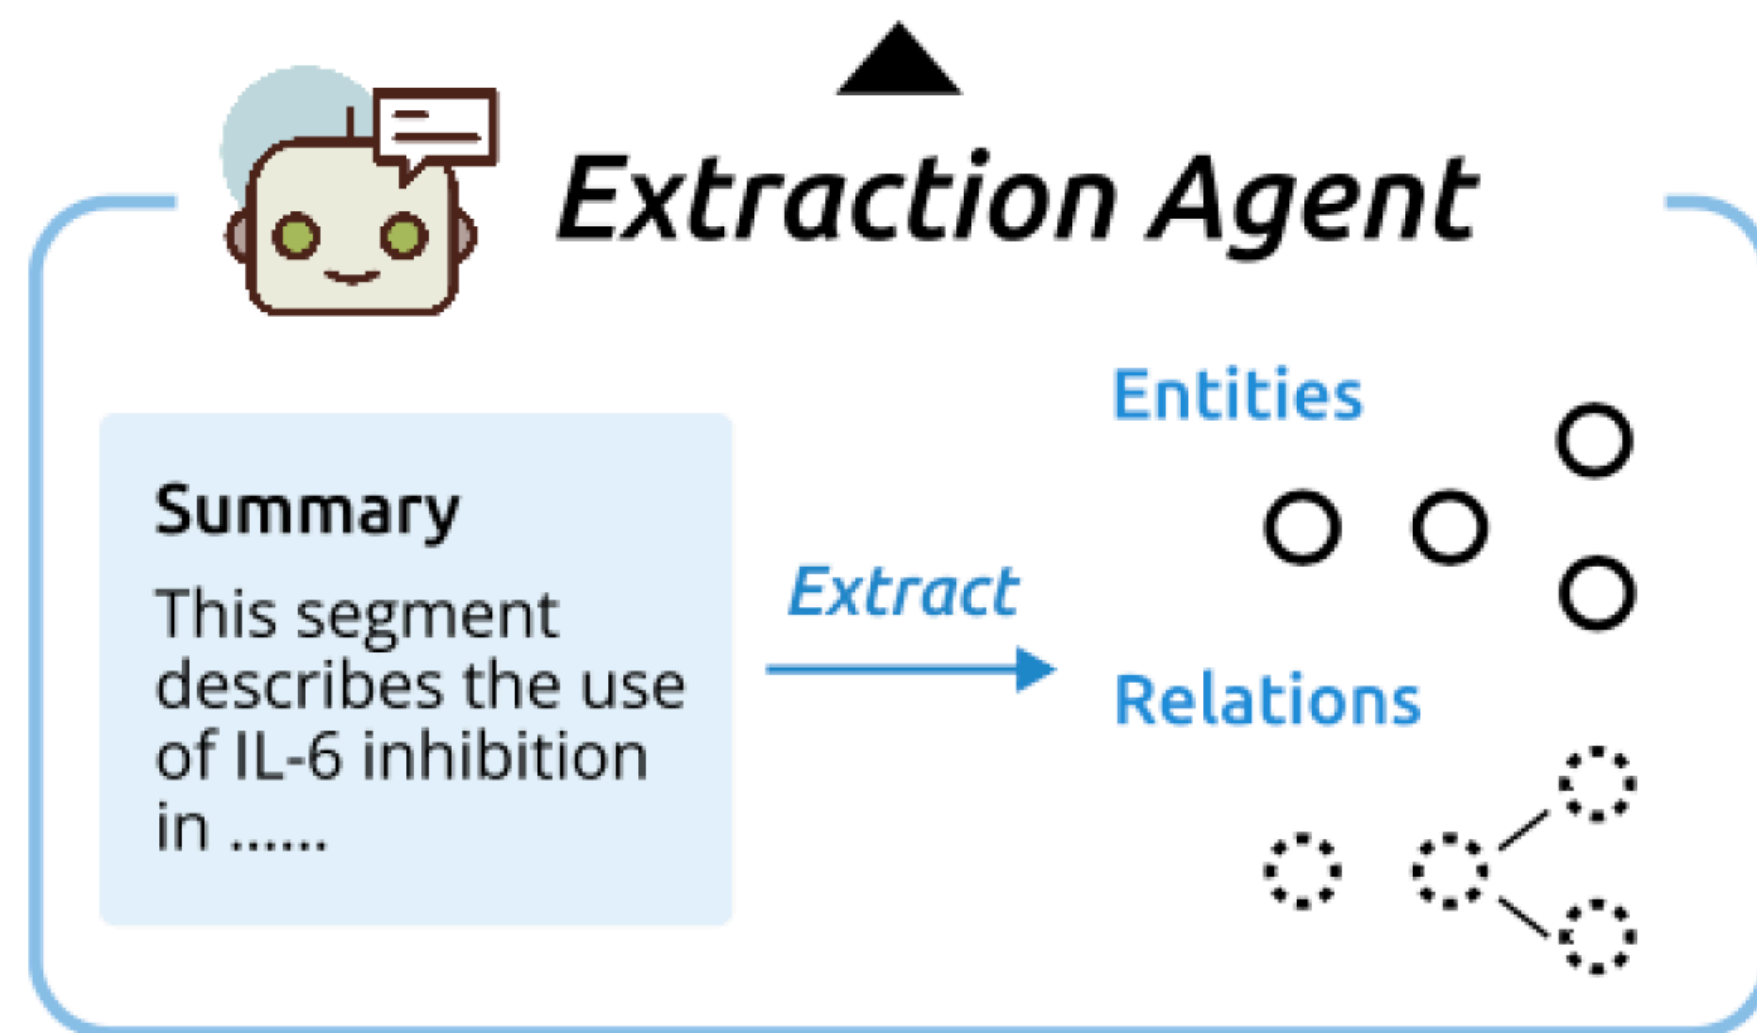 Extraction Agent
Summary
This segment
describes the use
of IL-6 inhibition
in ......
Extract
Entities
Relations